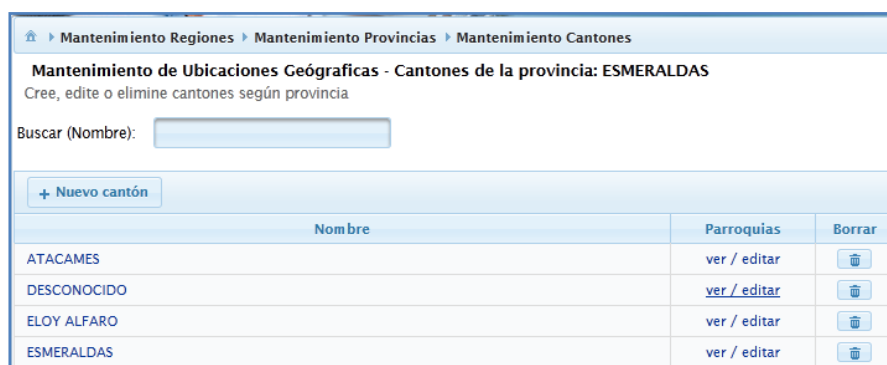 Mantenimiento Regiones Mantenimiento Provincias Mantenimiento Cantones
Mantenimiento de Ubicaciones Geógraficas - Cantones de la provincia: ESMERALDAS
Cree, edite o elimine cantones según provincia
Buscar (Nombre):
+ Nuevo cantón
Nombre Parroquias Borrar
ATACAMES ver / editar
DESCONOCIDO ver / editar
ELOY ALFARO ver / editar
ESMERALDAS ver / editar